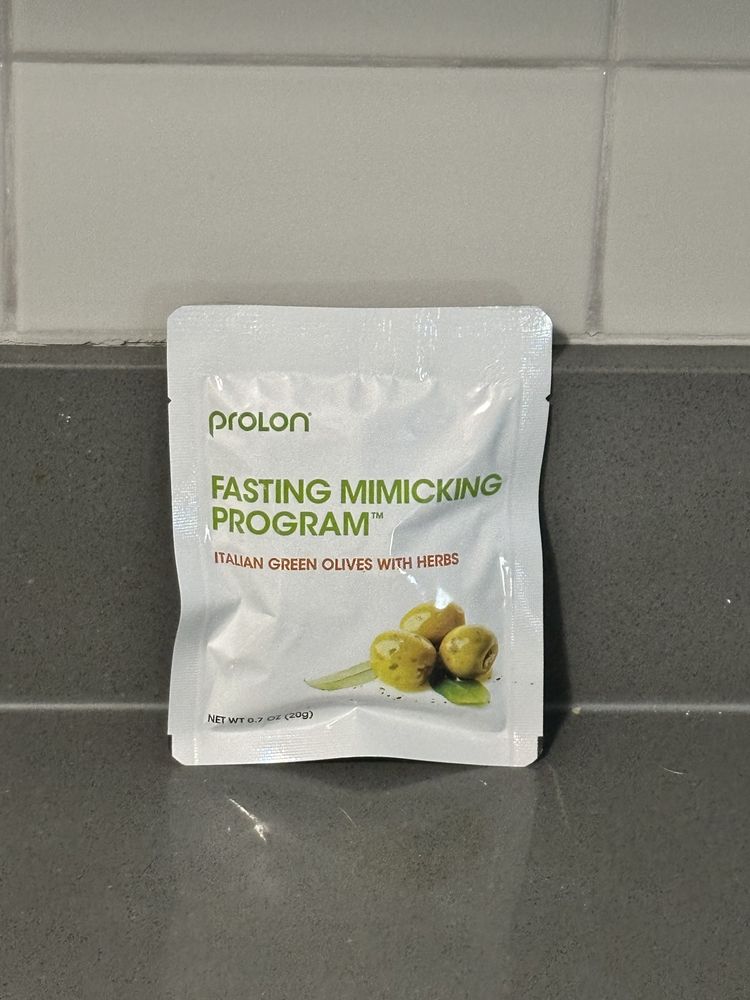 PROLON®
FASTING MIMICKING
PROGRAM™
ITALIAN GREEN OLIVES WITH HERBS
NET WT 0.7 OZ (20g)